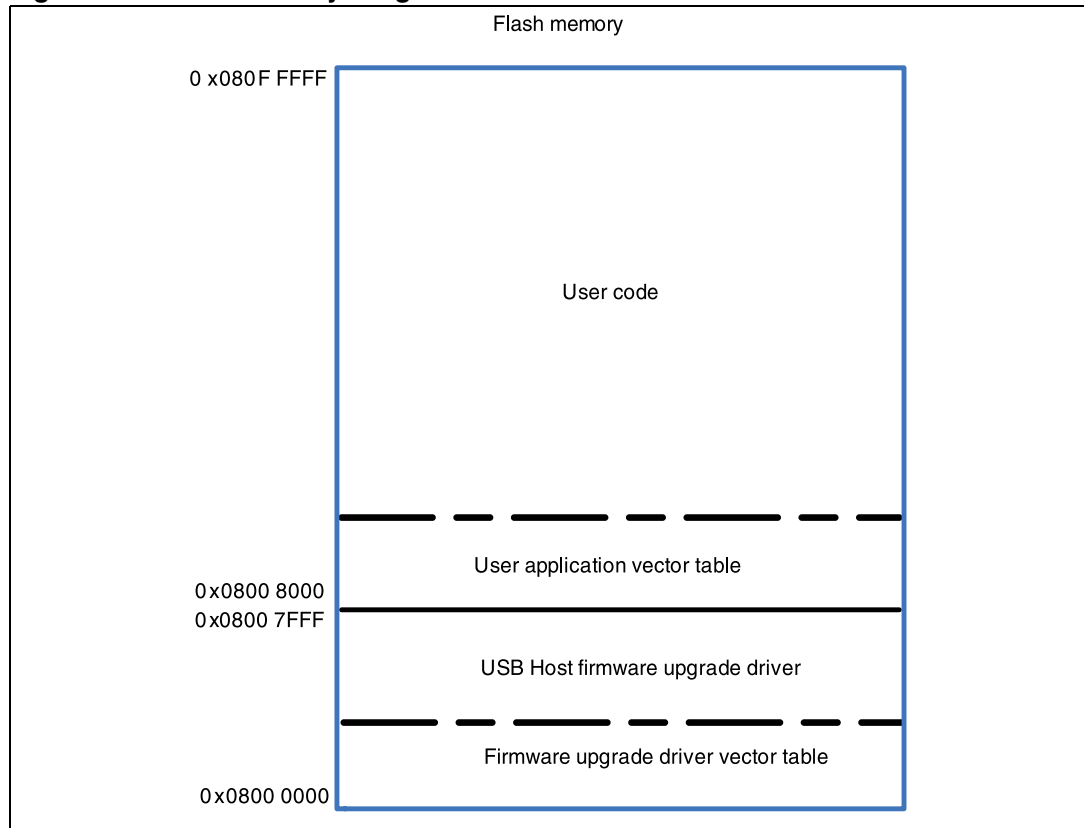 Flash memory
0 x080F FFFF
User code
User application vector table
0x0800 8000
0x0800 7FFF
USB Host firmware upgrade driver
Firmware upgrade driver vector table
0x0800 0000